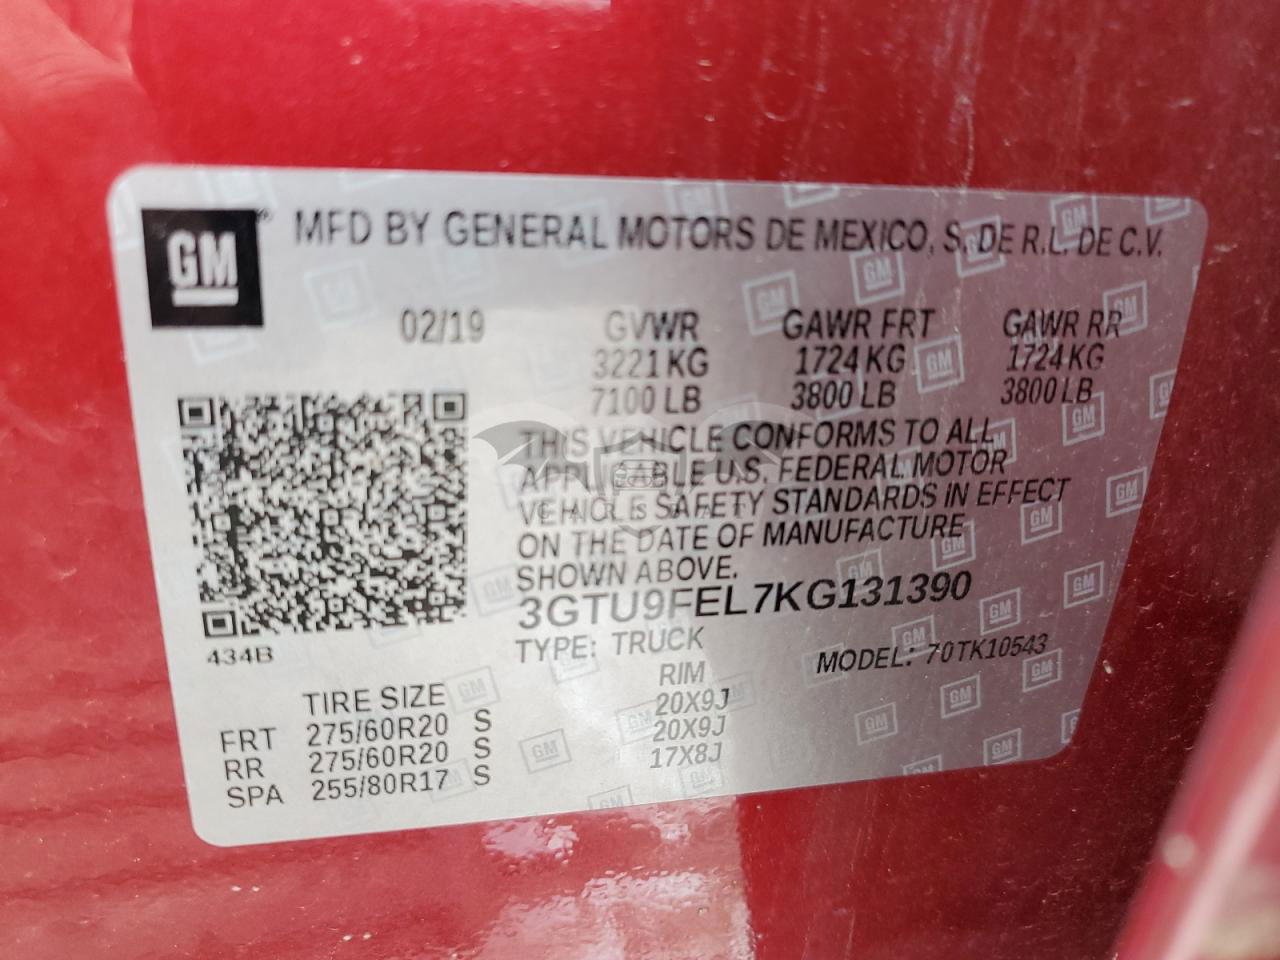 GM
MFD BY GENERAL MOTORS DE MEXICO, S. DE R.L. DE C.V.
02/19 GVWR GAWR FRT GAWR RR
3221 KG 1724 KG 1724 KG
7100 LB 3800 LB 3800 LB
THIS VEHICLE CONFORMS TO ALL
APPLICABLE U.S. FEDERAL MOTOR
VEHICLE SAFETY STANDARDS IN EFFECT
ON THE DATE OF MANUFACTURE
SHOWN ABOVE.
3GTU9FEL7KG131390
TYPE: TRUCK MODEL: 70TK10543
434B
TIRE SIZE RIM
FRT 275/60R20 S 20X9J
RR 275/60R20 S 20X9J
SPA 255/80R17 S 17X8J